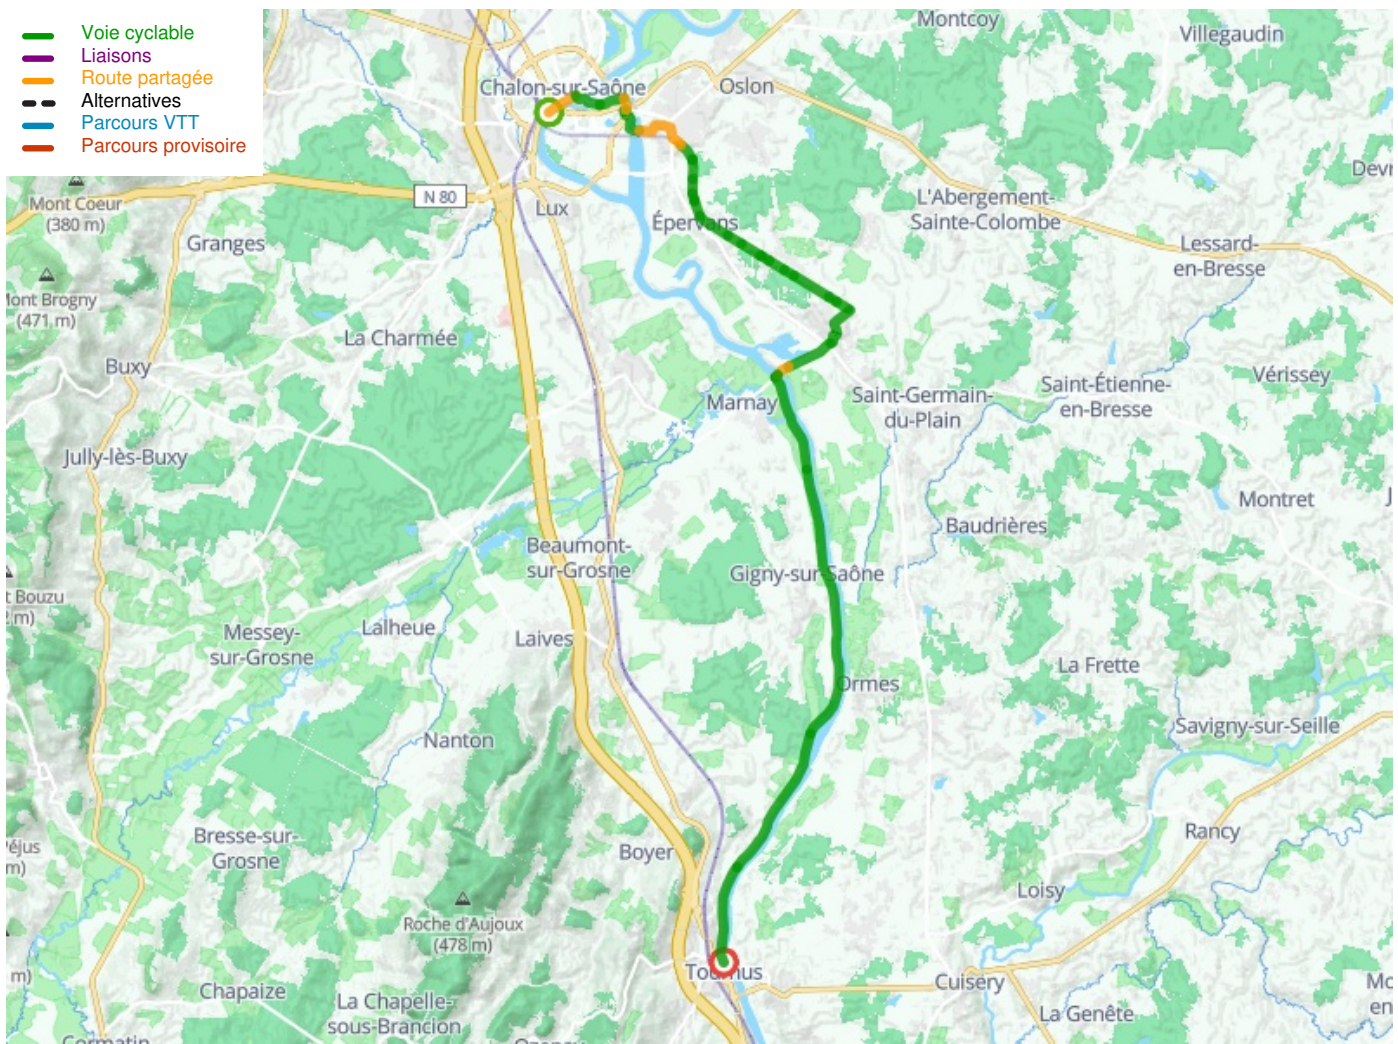 Voie cyclable
Liaisons
Route partagée
Alternatives
Parcours VTT
Parcours provisoire
Montcoy
Villegaudin
Chalon-sur-Saône
Oslon
Mont Coeur
(380 m)
N 80
Lux
Granges
Épervans
L'Abergement-
Sainte-Colombe
Lessard-
en-Bresse
Mont Brogny
(471 m)
La Charmée
Buxy
Marnay
Saint-Germain-
du-Plain
Saint-Étienne-
en-Bresse
Vérissey
Jully-lès-Buxy
Montret
Baudrières
Beaumont-
sur-Grosne
Gigny-sur-Saône
t Bouzu
Messey-
sur-Grosne
Lalheue
Laives
La Frette
Ormes
Savigny-sur-Seille
Nanton
Bresse-sur-
Grosne
Boyer
Rancy
Loisy
Roche d'Aujoux
(478 m)
Tournus
Cuisery
Chapaize
La Chapelle-
sous-Brancion
La Genête